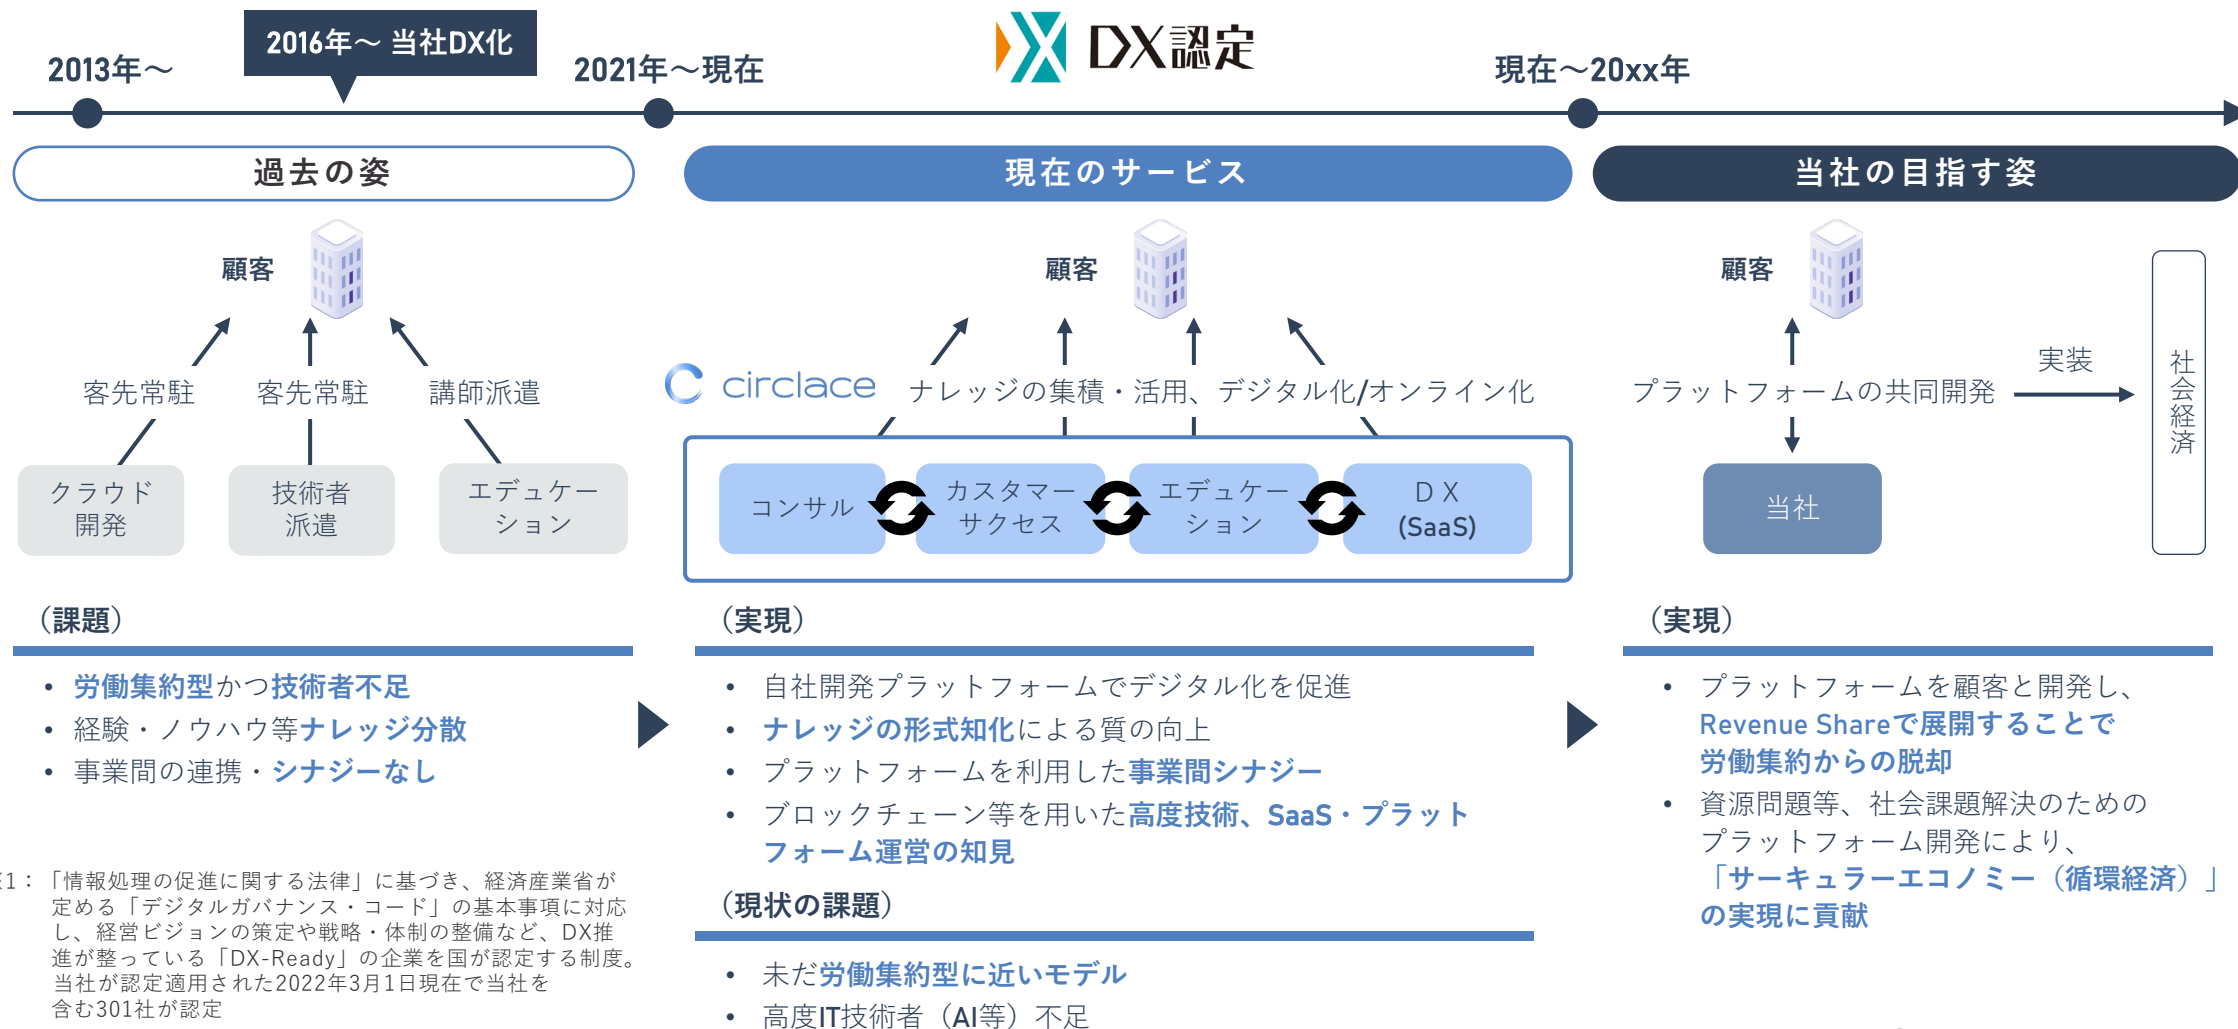 2013年～
2016年～ 当社DX化
2021年～現在
DX認定
現在～20xx年
過去の姿
現在のサービス
当社の目指す姿
顧客
客先常駐
客先常駐
講師派遣
クラウド
開発
技術者
派遣
エデュケー
ション
顧客
circlace
ナレッジの集積・活用、デジタル化/オンライン化
コンサル
カスタマー
サクセス
エデュケー
ション
ＤＸ
(SaaS)
顧客
プラットフォームの共同開発
実装
社会経済
当社
（課題）
• 労働集約型かつ技術者不足
• 経験・ノウハウ等ナレッジ分散
• 事業間の連携・シナジーなし
1：「情報処理の促進に関する法律」に基づき、経済産業省が
定める「デジタルガバナンス・コード」の基本事項に対応
し、経営ビジョンの策定や戦略・体制の整備など、DX推
進が整っている「DX-Ready」の企業を国が認定する制度。
当社が認定適用された2022年3月1日現在で当社を
含む301社が認定
（実現）
• 自社開発プラットフォームでデジタル化を促進
• ナレッジの形式知化による質の向上
• プラットフォームを利用した事業間シナジー
• ブロックチェーン等を用いた高度技術、SaaS・プラット
フォーム運営の知見
（現状の課題）
• 未だ労働集約型に近いモデル
• 高度IT技術者（AI等）不足
（実現）
• プラットフォームを顧客と開発し、
Revenue Shareで展開することで
労働集約からの脱却
• 資源問題等、社会課題解決のための
プラットフォーム開発により、
「サーキュラーエコノミー（循環経済）」
の実現に貢献